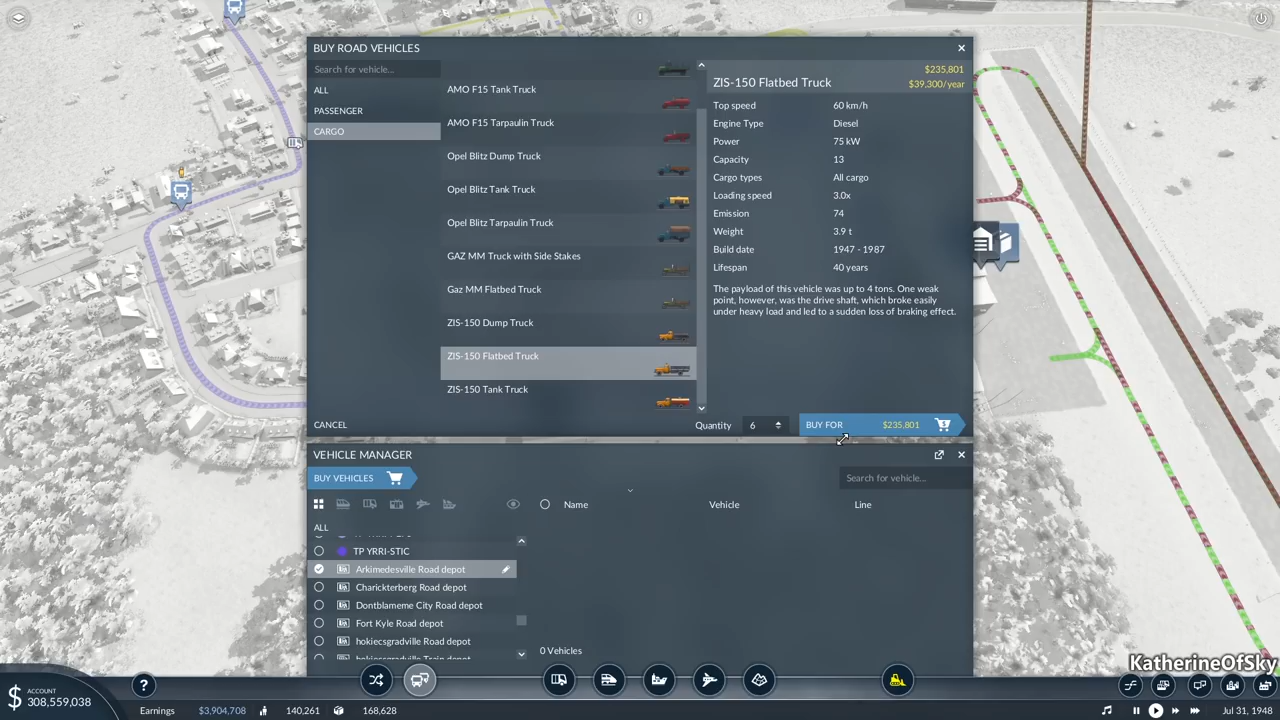 BUY ROAD VEHICLES
Search for vehicle...
ALL
PASSENGER
CARGO
AMO F15 Tank Truck
AMO F15 Tarpaulin Truck
Opel Blitz Dump Truck
Opel Blitz Tank Truck
Opel Blitz Tarpaulin Truck
GAZ MM Truck with Side Stakes
Gaz MM Flatbed Truck
ZIS-150 Dump Truck
ZIS-150 Flatbed Truck
ZIS-150 Tank Truck
$235,801
ZIS-150 Flatbed Truck
$39,300/year
Top speed 60 km/h
Engine Type Diesel
Power 75 kW
Capacity 13
Cargo types All cargo
Loading speed 3.0x
Emission 74
Weight 3.9 t
Build date 1947 - 1987
Lifespan 40 years
The payload of this vehicle was up to 4 tons. One weak
point, however, was the drive shaft, which broke easily
under heavy load and led to a sudden loss of braking effect.
CANCEL
Quantity 6
BUY FOR $235,801
VEHICLE MANAGER
BUY VEHICLES
Search for vehicle...
Name Vehicle Line
ALL
TP YRRI-STIC
Arkimedesville Road depot
Charickterberg Road depot
Dontblameme City Road depot
Fort Kyle Road depot
hokiecsgradville Road depot
hokiecsgradville Train depot
0 Vehicles
KatherineOfSky
$ ACCOUNT
308,559,038
?
Earnings $3,904,708 140,261 168,628
Jul 31, 1948